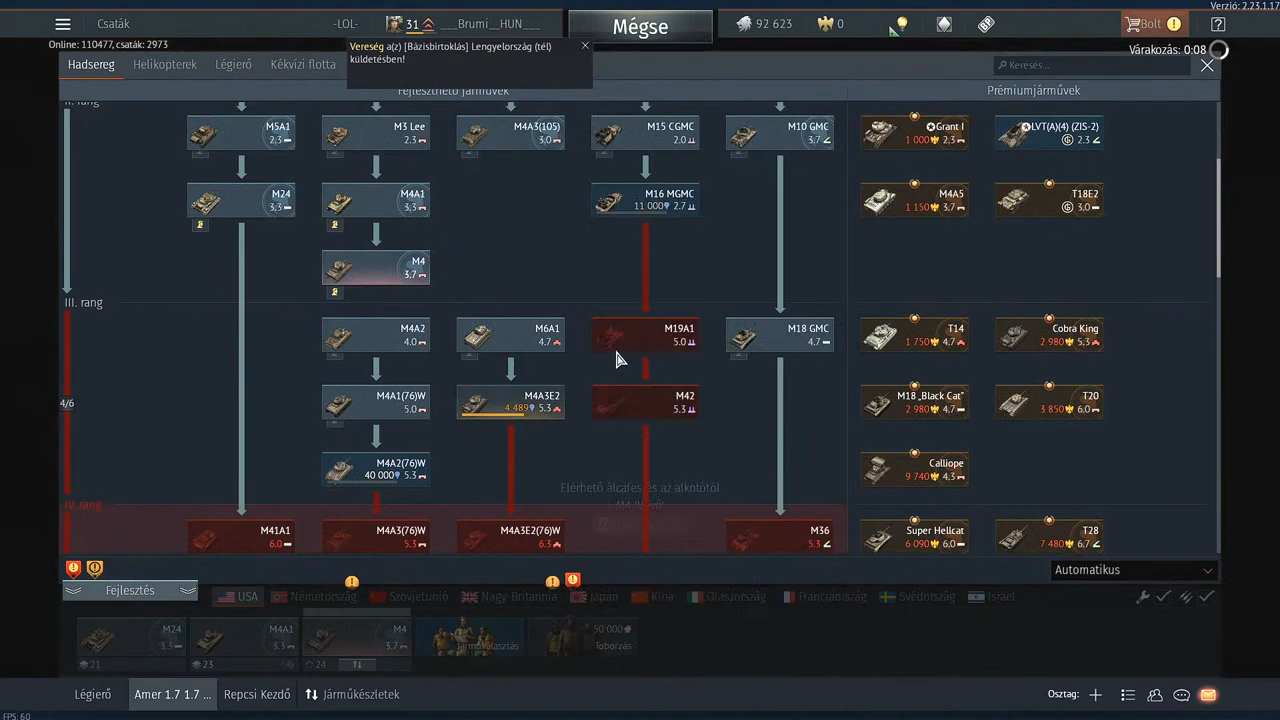 Verzió: 2.23.1.17
Csaták
-LOL-
31
___Brumi__HUN___
Mégse
92 623
0
Bolt
Online: 110477, csaták: 2973
Vereség a(z) [Bázisbirtoklás] Lengyelország (tél)
küldetésben!
Várakozás: 0:08
Hadsereg
Helikopterek
Légierő
Kékvízi flotta
Keresés...
Fejleszthető járművek
Prémiumjárművek
II. rang
M5A1
2,3
M3 Lee
2.3
M4A3(105)
3,0
M15 CGMC
2.0
M10 GMC
3,7
Grant I
1 000 2,3
LVT(A)(4) (ZIS-2)
2.3
M24
3,3
M4A1
3,3
M16 MGMC
11 000 2.7
M4A5
1 150 3.7
T18E2
3,0
M4
3.7
III. rang
M4A2
4.0
M6A1
4.7
M19A1
5.0
M18 GMC
4.7
T14
1 750 4.7
Cobra King
2 980 5.3
4/6
M4A1(76)W
5.0
M4A3E2
4 489 5.3
M42
5.3
M18 „Black Cat"
2 980 4.7
T20
3 850 6.0
M4A2(76)W
40 000 5.3
Calliope
9 740 4.3
Elérhető álcafestés az alkotótól
IV. rang
M41A1
6.0
M4A3(76)W
5.3
M4A3E2(76)W
6.3
M36
5.3
Super Hellcat
6 090 6.0
T28
7 480 6.7
Automatikus
Fejlesztés
USA
Németország
Szovjetunió
Nagy-Britannia
Japán
Kína
Olaszország
Franciaország
Svédország
Izrael
M24
3.3
21
M4A1
3.3
23
M4
3.7
24
Járműválasztás
50 000
Toborzás
Légierő
Amer 1.7 1.7 ...
Repcsi Kezdő
Járműkészletek
Osztag:
FPS: 60